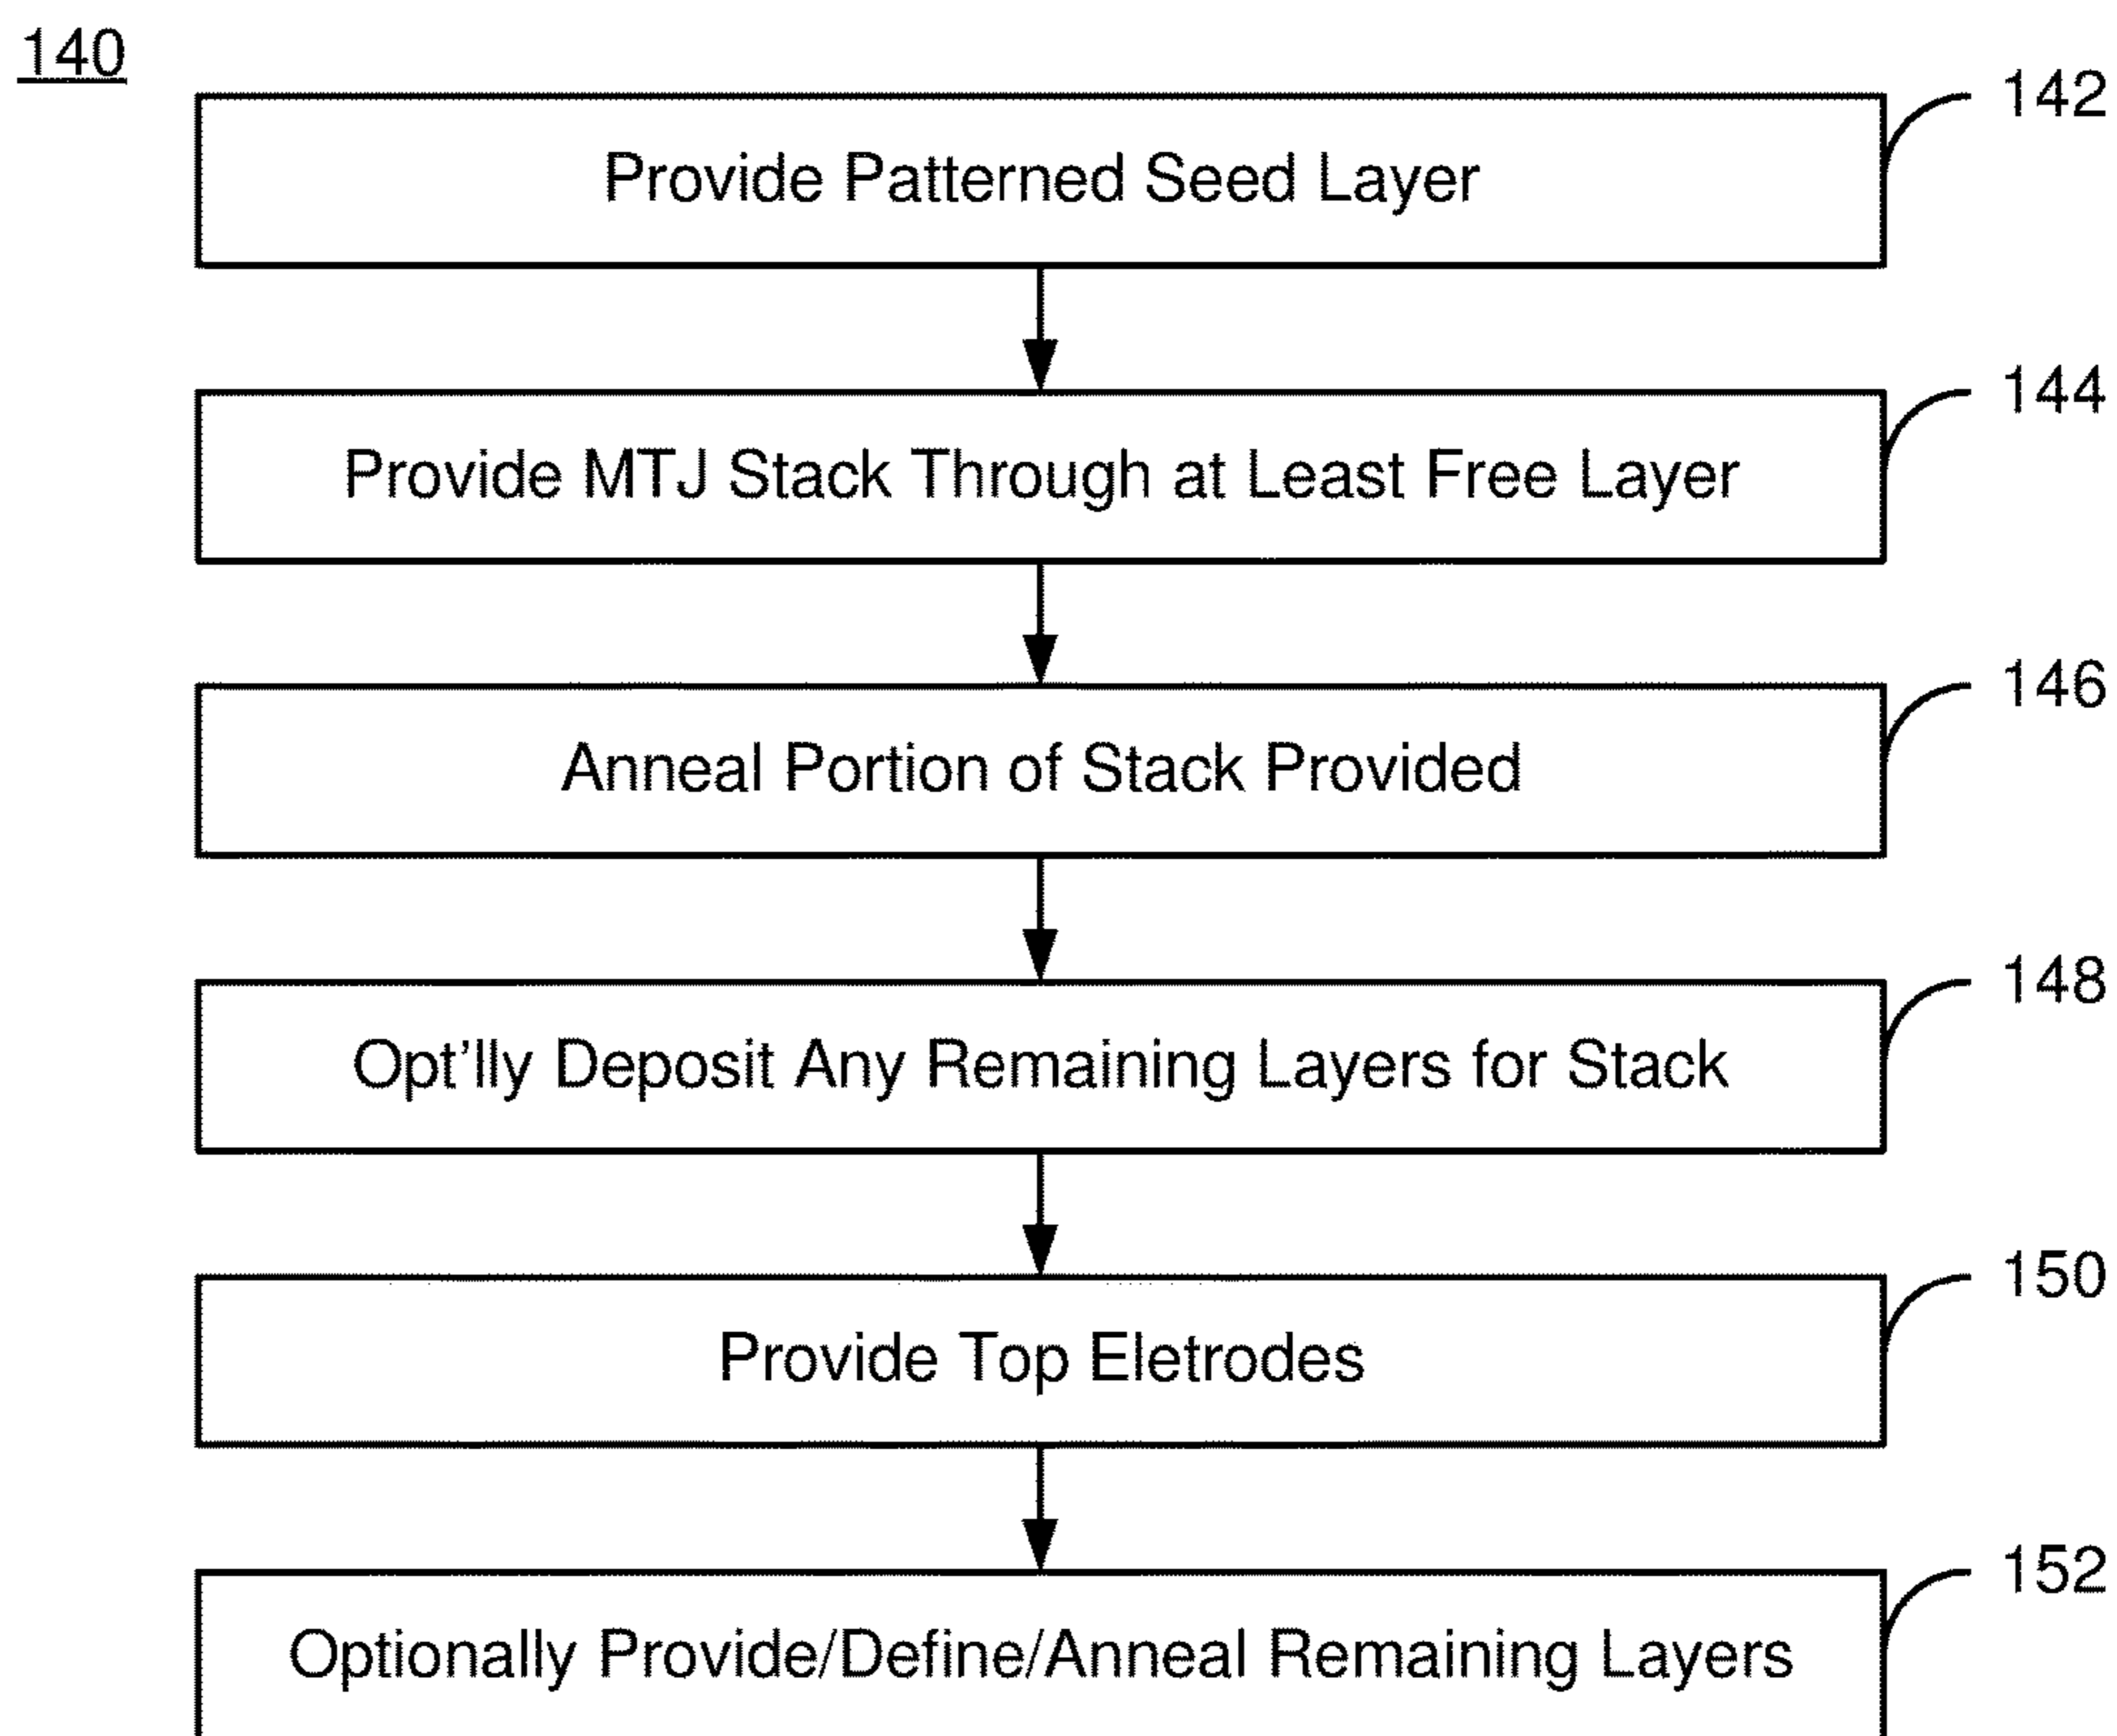 140
142
Provide Patterned Seed Layer
144
Provide MTJ Stack Through at Least Free Layer
146
Anneal Portion of Stack Provided
148
Opt'lly Deposit Any Remaining Layers for Stack
150
Provide Top Eletrodes
152
Optionally Provide/Define/Anneal Remaining Layers